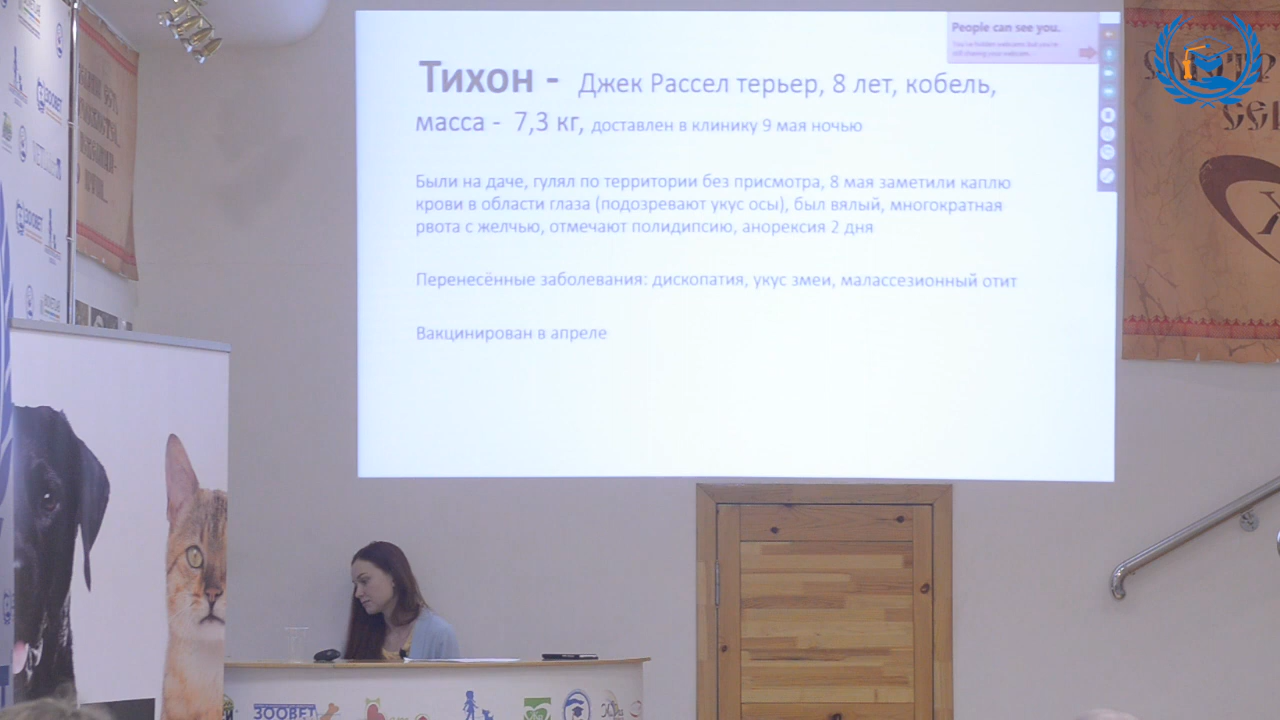 People can see you.
Тихон - Джек Рассел терьер, 8 лет, кобель,
масса - 7,3 кг, доставлен в клинику 9 мая ночью
Были на даче, гулял по территории без присмотра, 8 мая заметили каплю
крови в области глаза (подозревают укус осы), был вялый, многократная
рвота с желчью, отмечают полидипсию, анорексия 2 дня
Перенесённые заболевания: дископатия, укус змеи, малассезионный отит
Вакцинирован в апреле
ЗООВЕТ